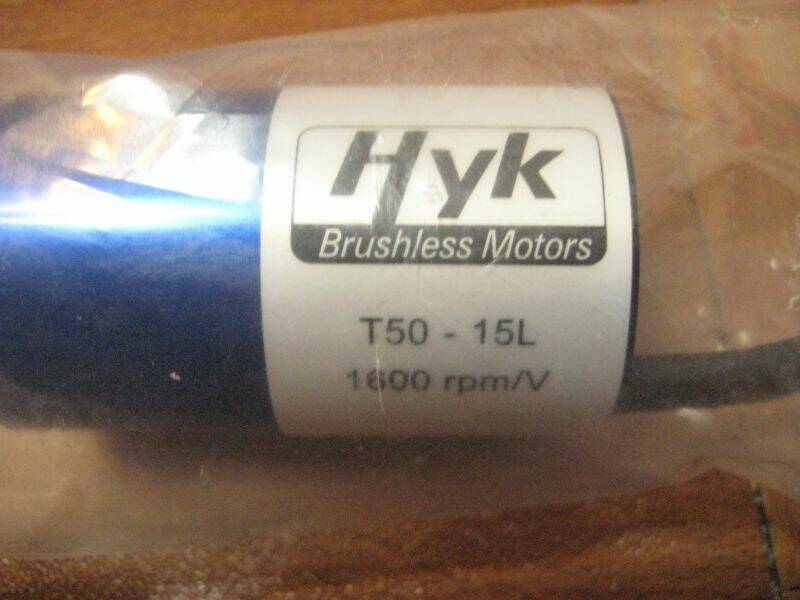 Hyk
Brushless Motors
T50 - 15L
1600 rpm/V